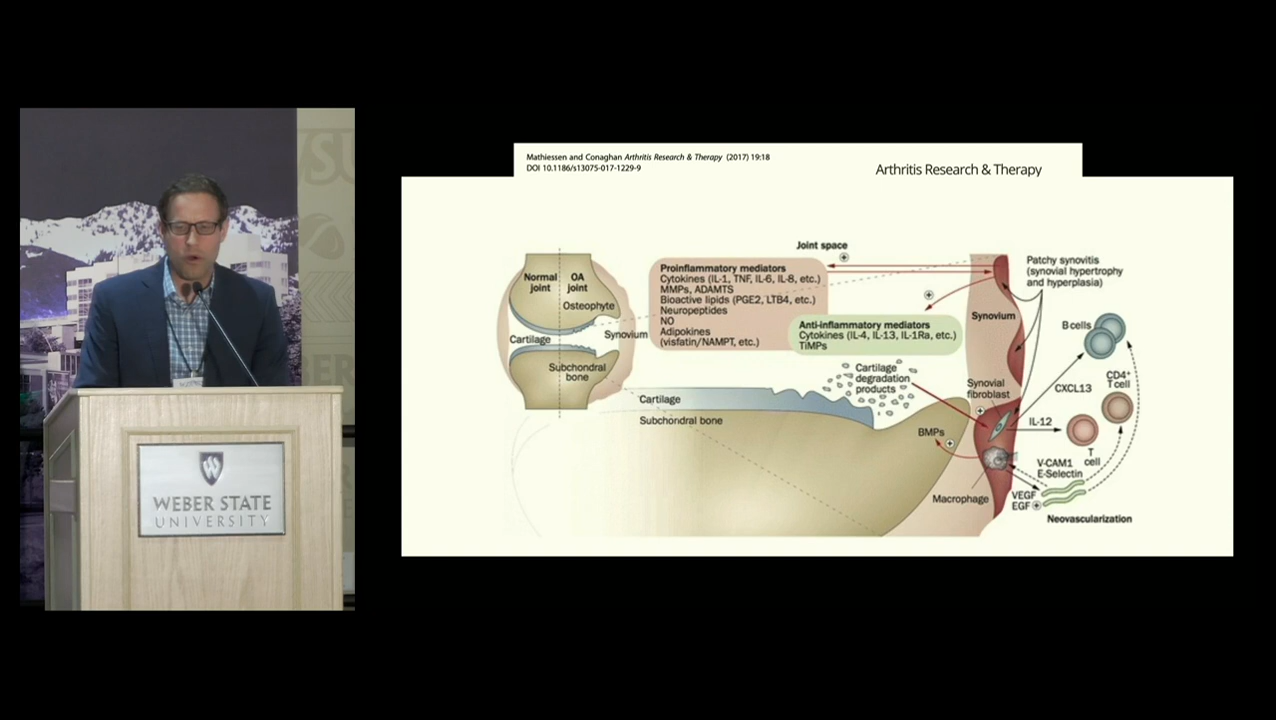 WEBER STATE
UNIVERSITY
Mathiessen and Conaghan Arthritis Research & Therapy (2017) 19:18
DOI 10.1186/s13075-017-1229-9
Arthritis Research & Therapy
Joint space
Normal
joint
OA
joint
Osteophyte
Cartilage
Synovium
Subchondral
bone
Proinflammatory mediators
Cytokines (IL-1, TNF, IL-6, IL-8, etc.)
MMPs, ADAMTS
Bioactive lipids (PGE2, LTB4, etc.)
Neuropeptides
NO
Adipokines
(visfatin/NAMPT, etc.)
Anti-inflammatory mediators
Cytokines (IL-4, IL-13, IL-1Ra, etc.)
TiMPs
Cartilage
degradation
products
Cartilage
Subchondral bone
Patchy synovitis
(synovial hypertrophy
and hyperplasia)
Synovium
B cells
CD4+
T cell
CXCL13
Synovial
fibroblast
IL-12
T
cell
BMPs
V-CAM1
E-Selectin
Macrophage
VEGF
EGF
Neovascularization